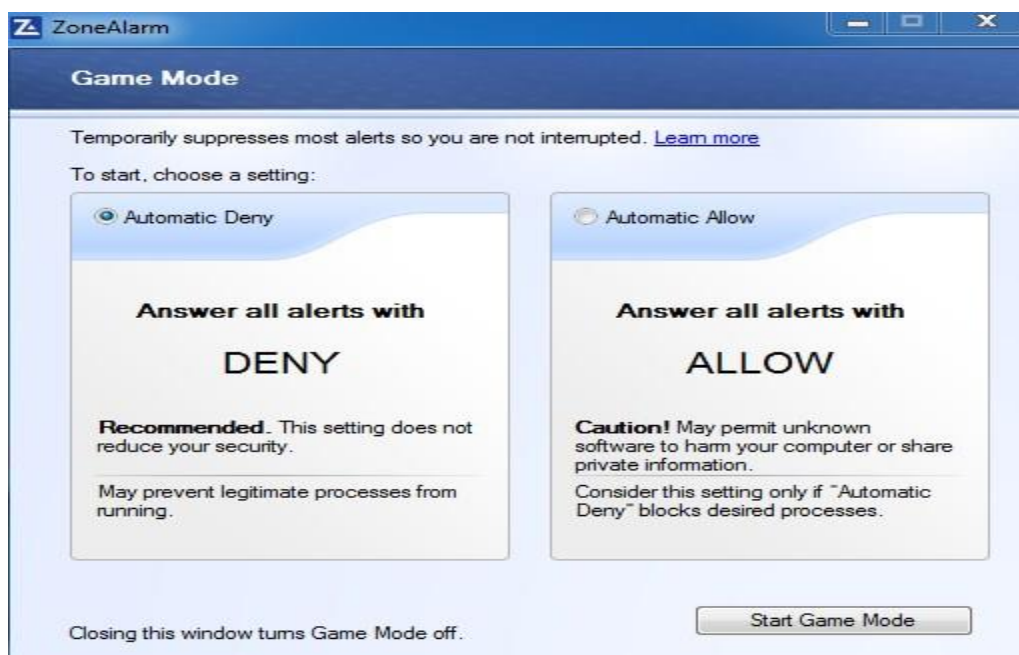 ZoneAlarm
Game Mode
Temporarily suppresses most alerts so you are not interrupted. Learn more
To start, choose a setting:
Automatic Deny
Answer all alerts with
DENY
Recommended. This setting does not
reduce your security.
May prevent legitimate processes from
running.
Automatic Allow
Answer all alerts with
ALLOW
Caution! May permit unknown
software to harm your computer or share
private information.
Consider this setting only if "Automatic
Deny" blocks desired processes.
Closing this window turns Game Mode off.
Start Game Mode